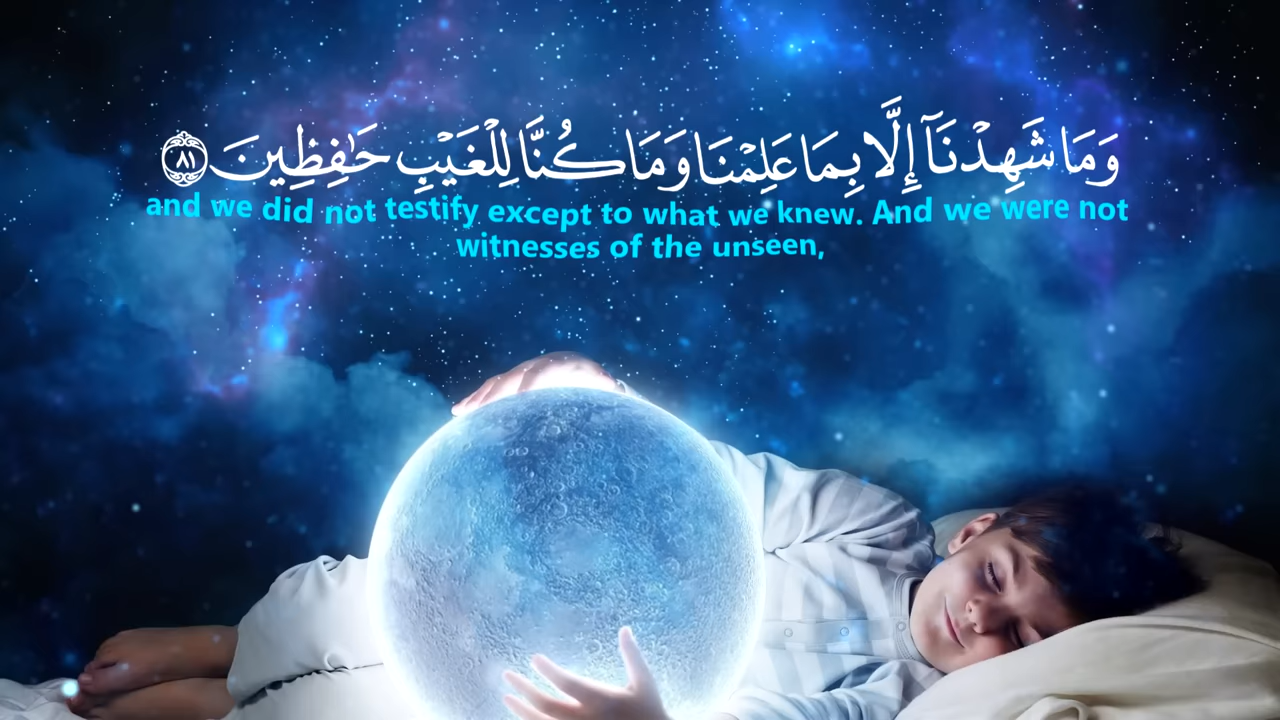 وَمَا شَهِدْنَآ إِلَّا بِمَا عَلِمْنَا وَمَا كُنَّا لِلْغَيْبِ حَـٰفِظِينَ ٨١
and we did not testify except to what we knew. And we were not
witnesses of the unseen,